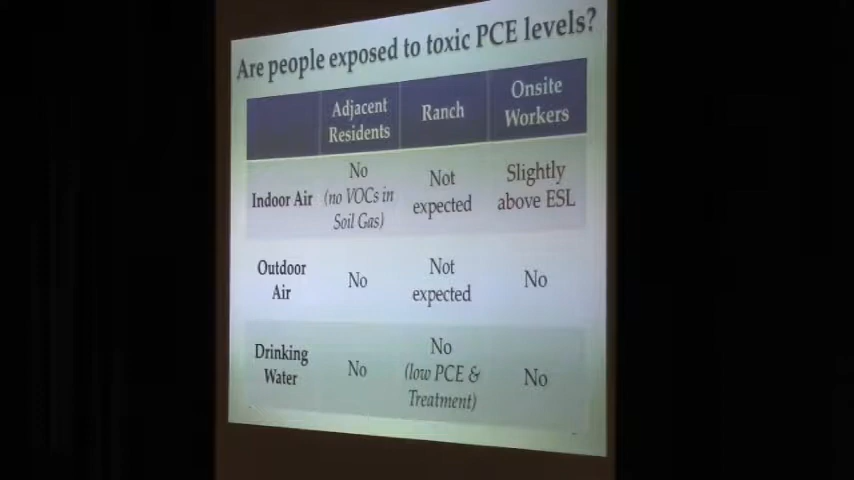 Are people exposed to toxic PCE levels?
Adjacent
Residents
Ranch
Onsite
Workers
Indoor Air
No
(no VOCs in
Soil Gas)
Not
expected
Slightly
above ESL
Outdoor
Air
No
Not
expected
No
Drinking
Water
No
No
(low PCE &
Treatment)
No